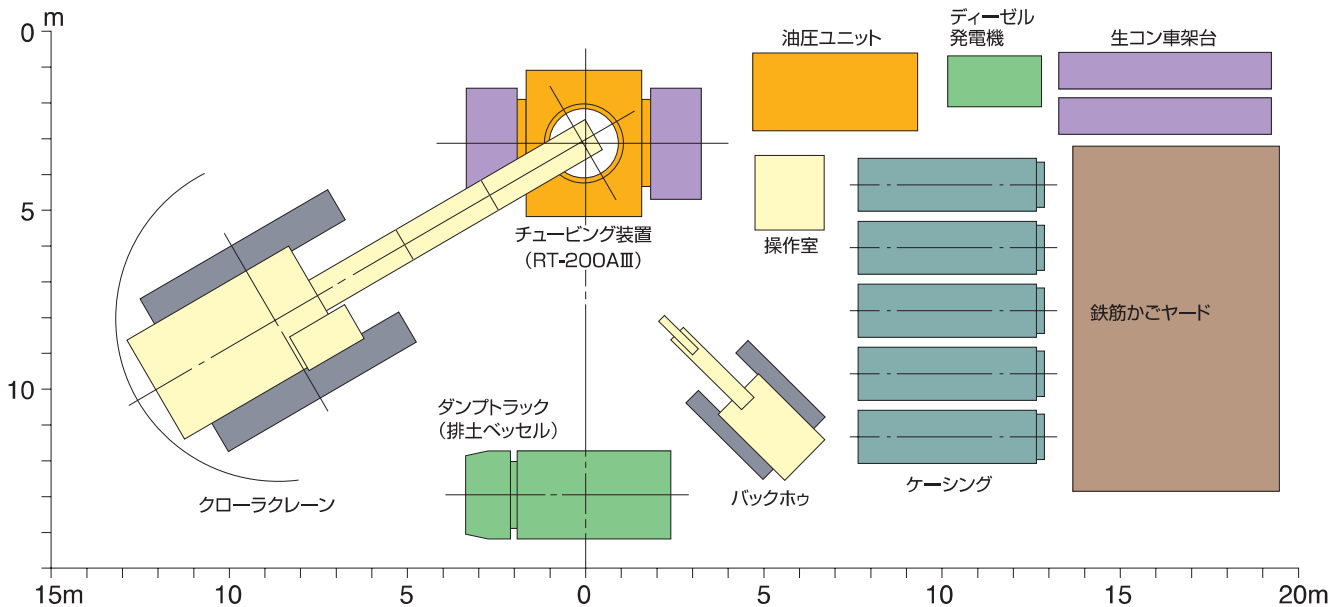 m
0
5
10
油圧ユニット
ディーゼル
発電機
生コン車架台
チュービング装置
（RT-200AⅢ）
操作室
鉄筋かごヤード
ダンプトラック
（排土ベッセル）
クローラクレーン
バックホゥ
ケーシング
15m 10 5 0 5 10 15 20m